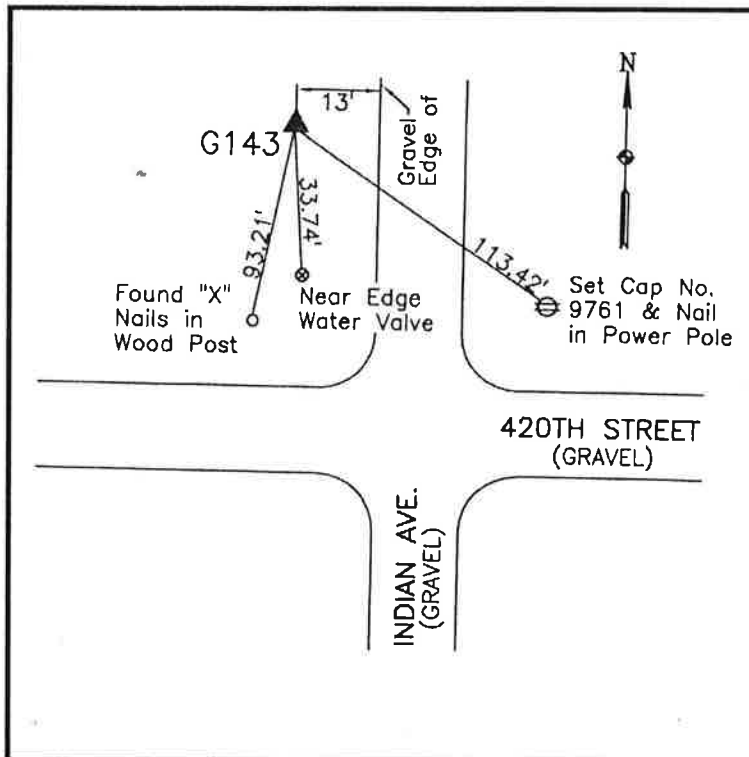 N
13'
G143
Gravel of
Edge
93.21'
33.74'
113.42'
Found "X"
Nails in
Wood Post
Near Edge
Water Valve
Set Cap No.
9761 & Nail
in Power Pole
420TH STREET
(GRAVEL)
INDIAN AVE.
(GRAVEL)